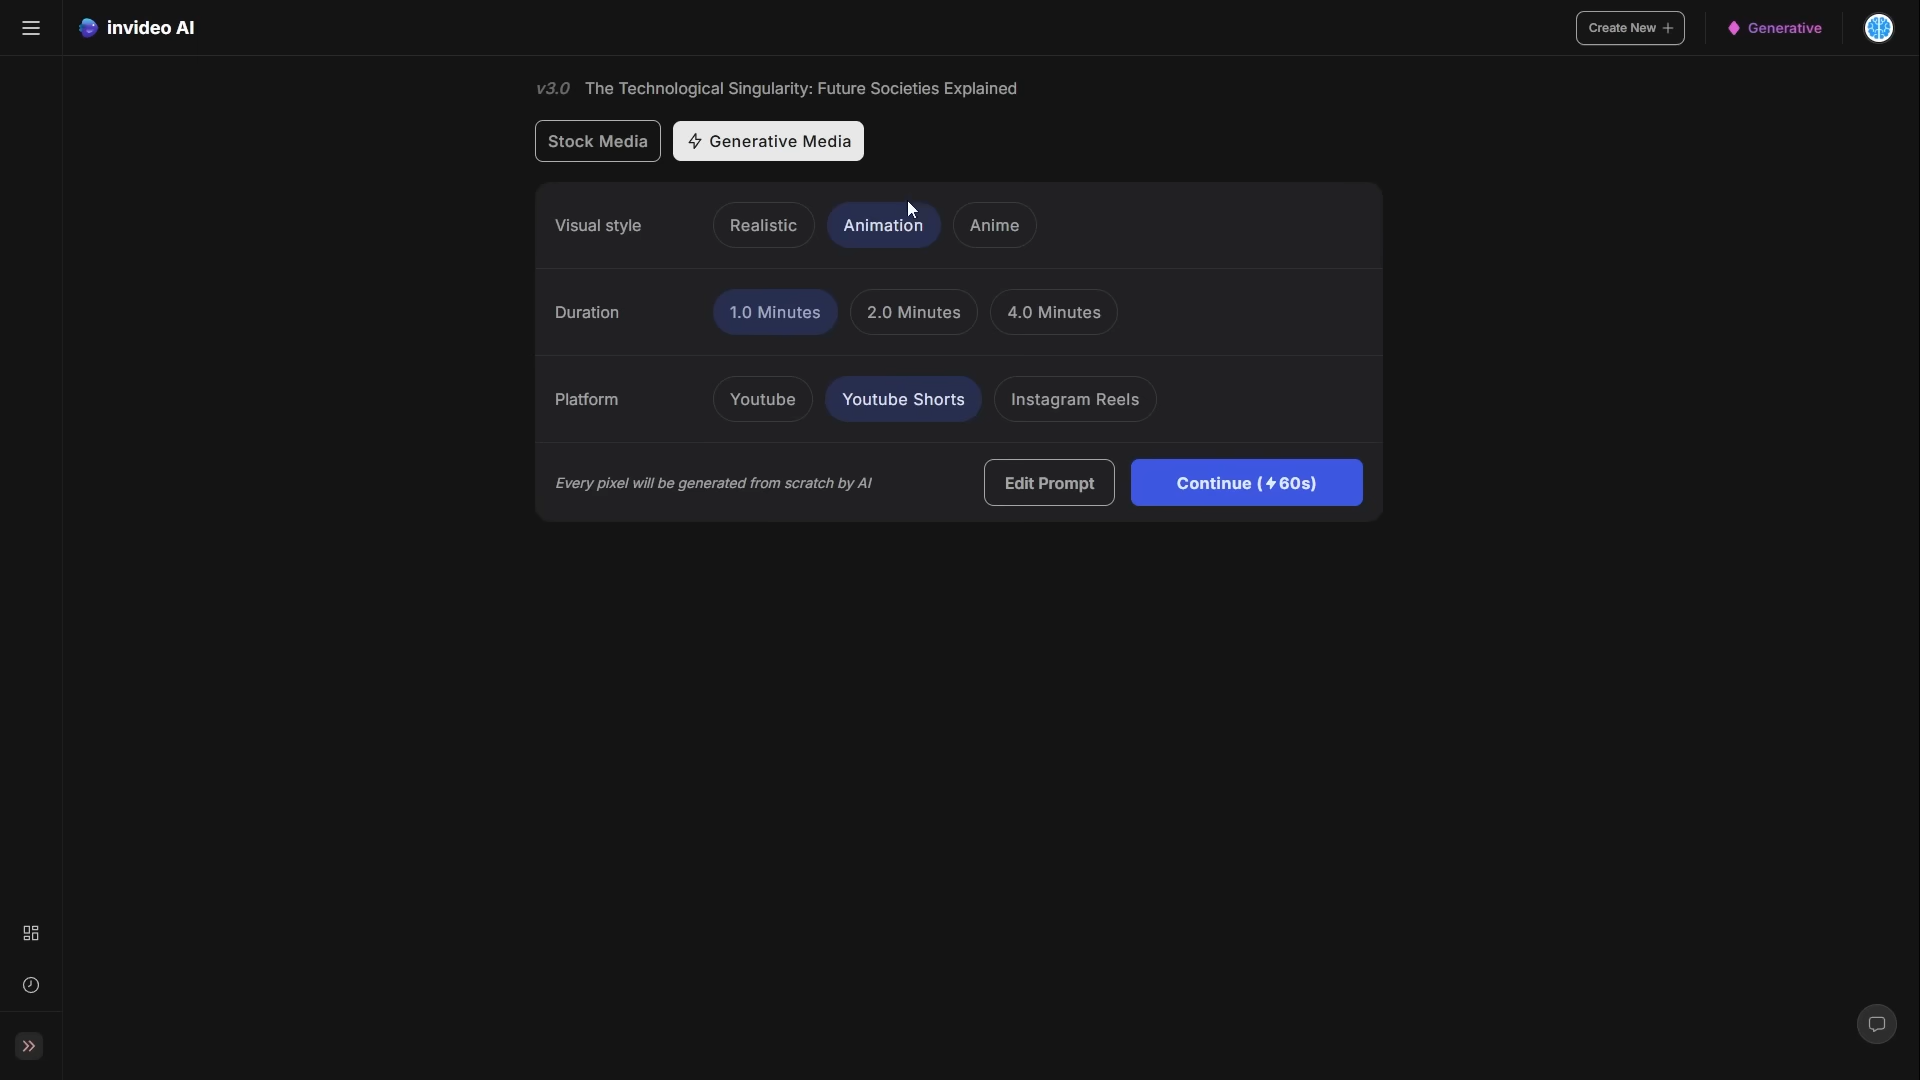 invideo AI
Create New +
Generative
v3.0 The Technological Singularity: Future Societies Explained
Stock Media
Generative Media
Visual style
Realistic
Animation
Anime
Duration
1.0 Minutes
2.0 Minutes
4.0 Minutes
Platform
Youtube
Youtube Shorts
Instagram Reels
Every pixel will be generated from scratch by AI
Edit Prompt
Continue (⚡60s)